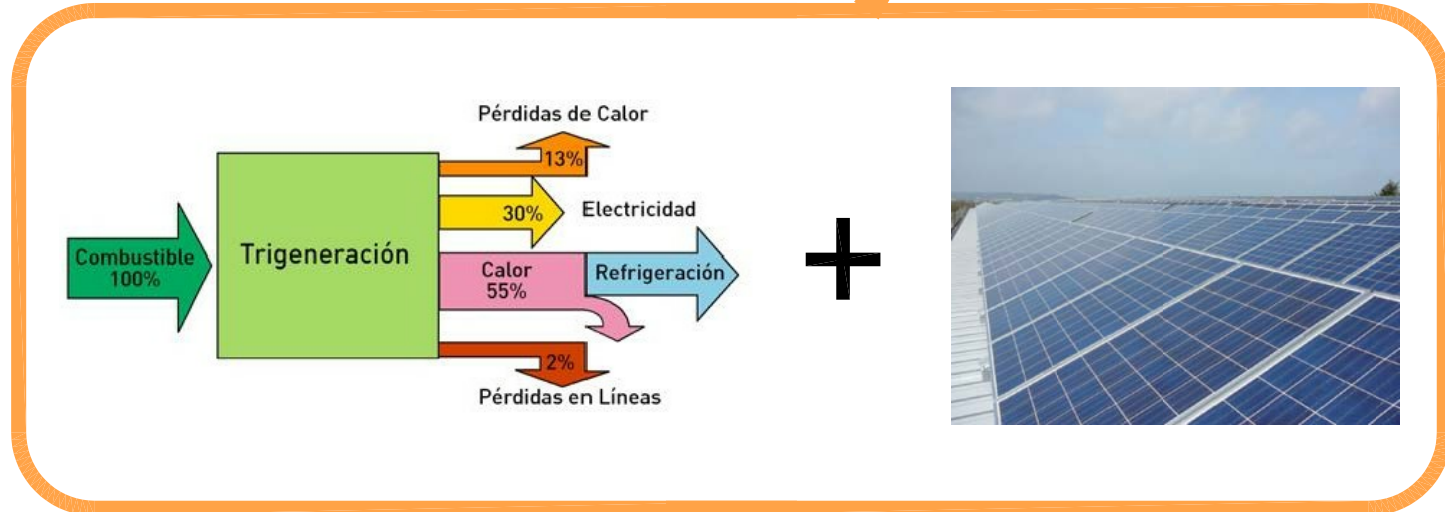 Pérdidas de Calor
13%
30%
Electricidad
Combustible
100%
Trigeneración
Calor
55%
Refrigeración
2%
Pérdidas en Líneas